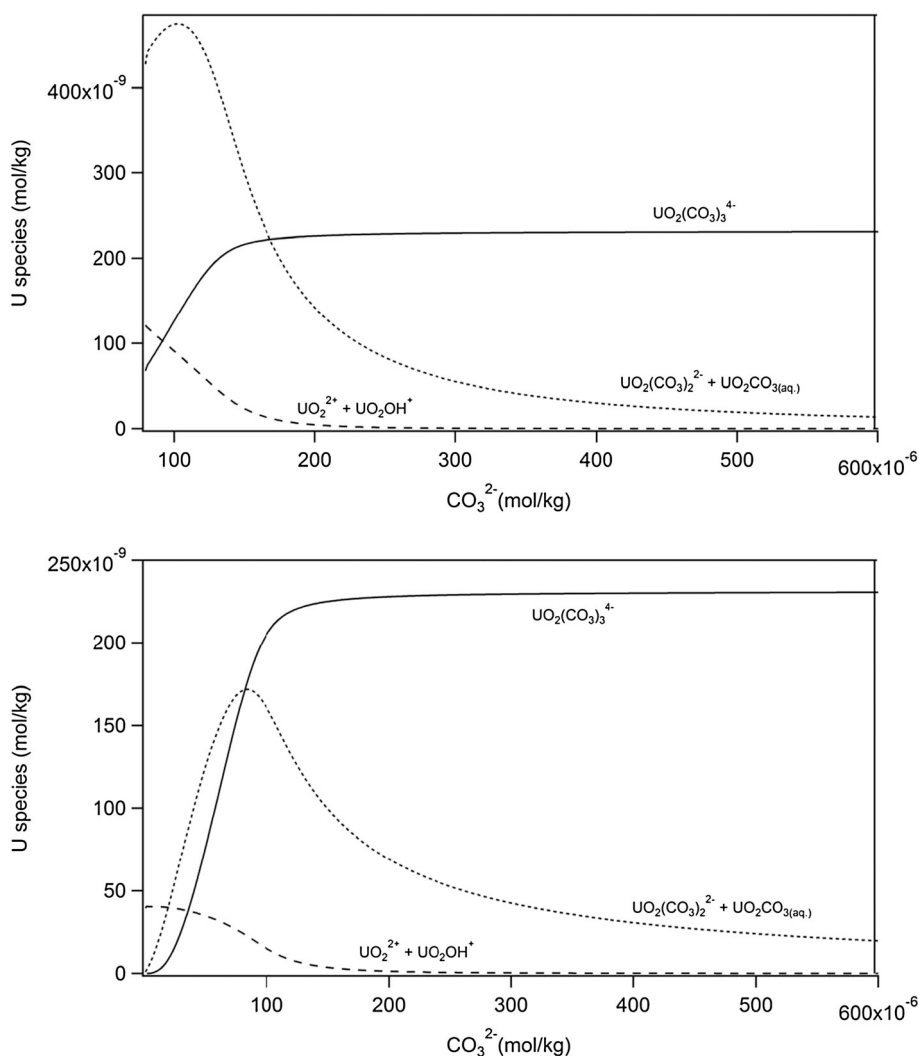 400x10⁻⁹
300
200
100
0
U species (mol/kg)
UO₂(CO₃)₃⁴⁻
UO₂(CO₃)₂²⁻ + UO₂CO₃₍aq.₎
UO₂²⁺ + UO₂OH⁺
100 200 300 400 500 600x10⁻⁶
CO₃²⁻(mol/kg)
250x10⁻⁹
200
150
100
50
0
U species (mol/kg)
UO₂(CO₃)₃⁴⁻
UO₂(CO₃)₂²⁻ + UO₂CO₃₍aq.₎
UO₂²⁺ + UO₂OH⁺
100 200 300 400 500 600x10⁻⁶
CO₃²⁻(mol/kg)